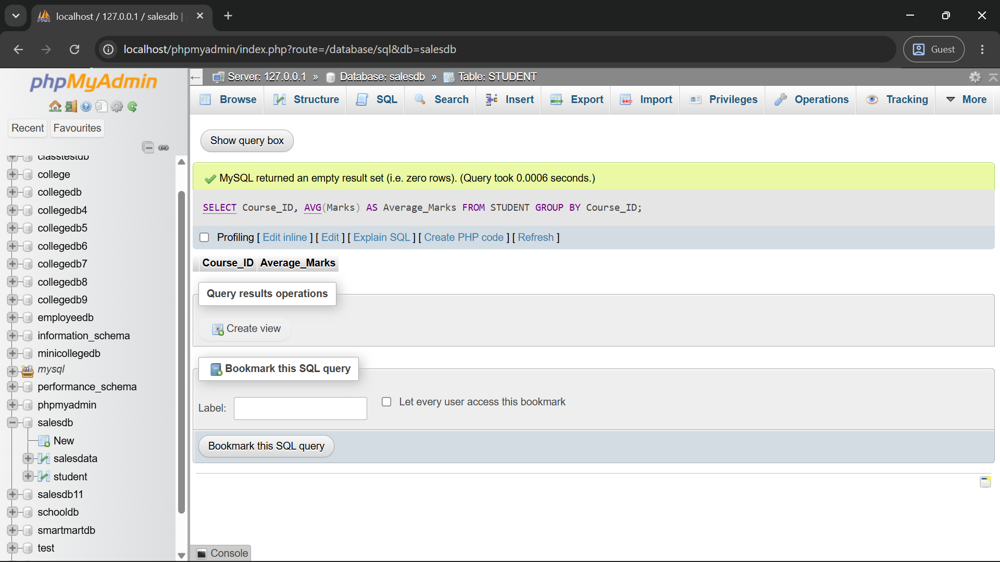 localhost / 127.0.0.1 / salesdb |
localhost/phpmyadmin/index.php?route=/database/sql&db=salesdb
Guest
phpMyAdmin
Recent
Favourites
classtestdb
college
collegedb
collegedb4
collegedb5
collegedb6
collegedb7
collegedb8
collegedb9
employeedb
information_schema
minicollegedb
mysql
performance_schema
phpmyadmin
salesdb
New
salesdata
student
salesdb11
schooldb
smartmartdb
test
Server: 127.0.0.1 » Database: salesdb » Table: STUDENT
Browse Structure SQL Search Insert Export Import Privileges Operations Tracking More
Show query box
MySQL returned an empty result set (i.e. zero rows). (Query took 0.0006 seconds.)
SELECT Course_ID, AVG(Marks) AS Average_Marks FROM STUDENT GROUP BY Course_ID;
Profiling [ Edit inline ] [ Edit ] [ Explain SQL ] [ Create PHP code ] [ Refresh ]
Course_ID Average_Marks
Query results operations
Create view
Bookmark this SQL query
Label:
Let every user access this bookmark
Bookmark this SQL query
Console